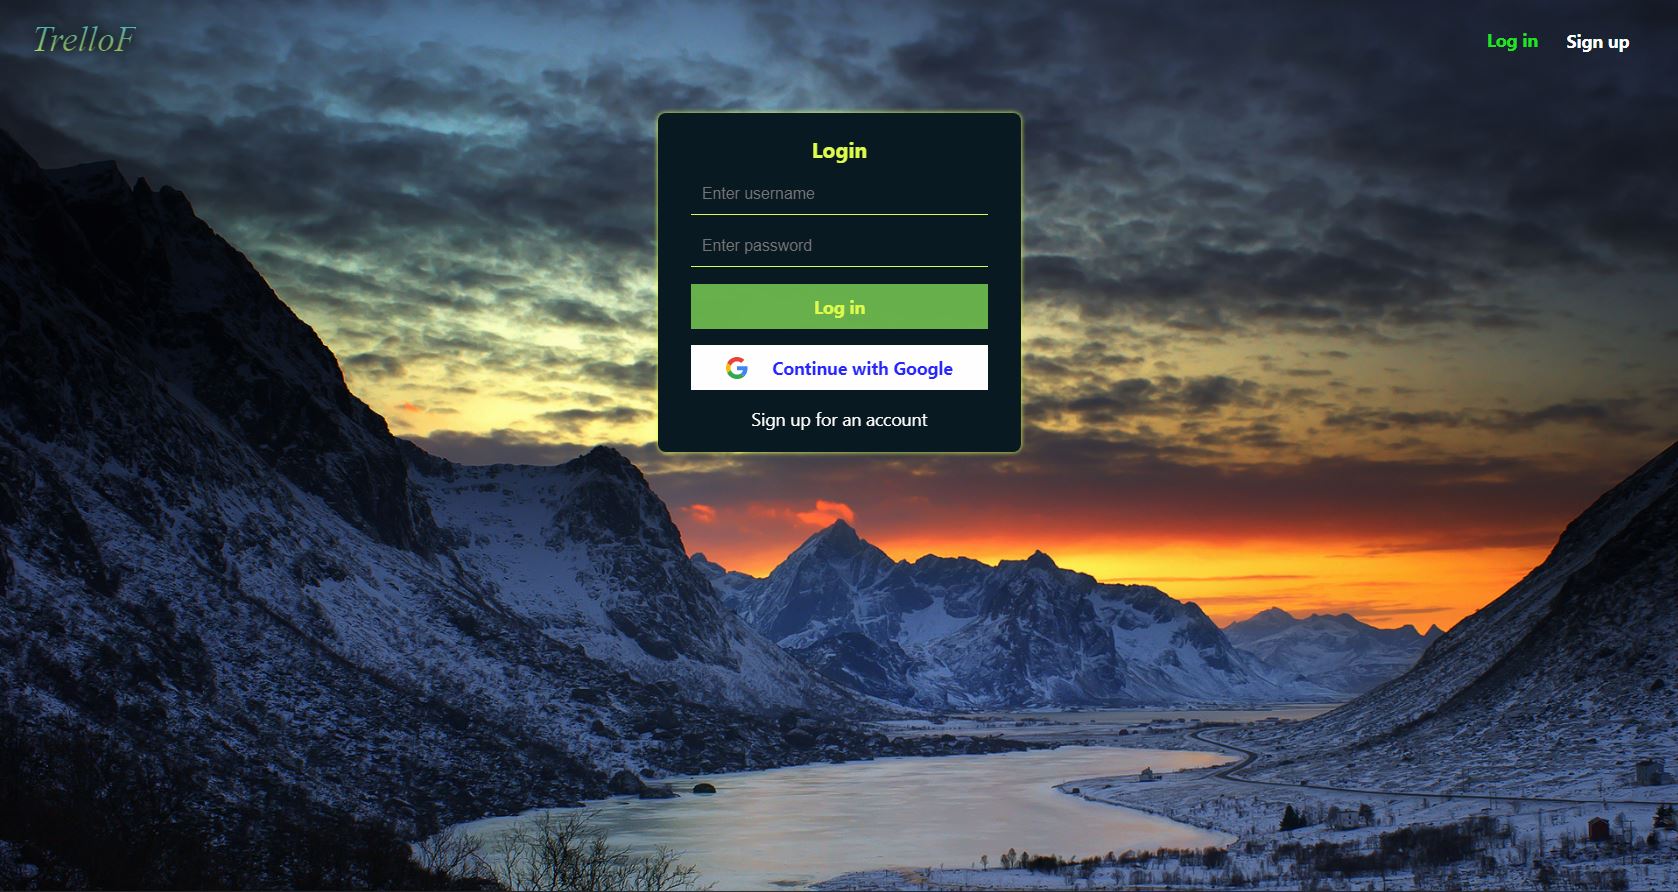 TrelloF
Log in
Sign up
Login
Enter username
Enter password
Log in
Continue with Google
Sign up for an account